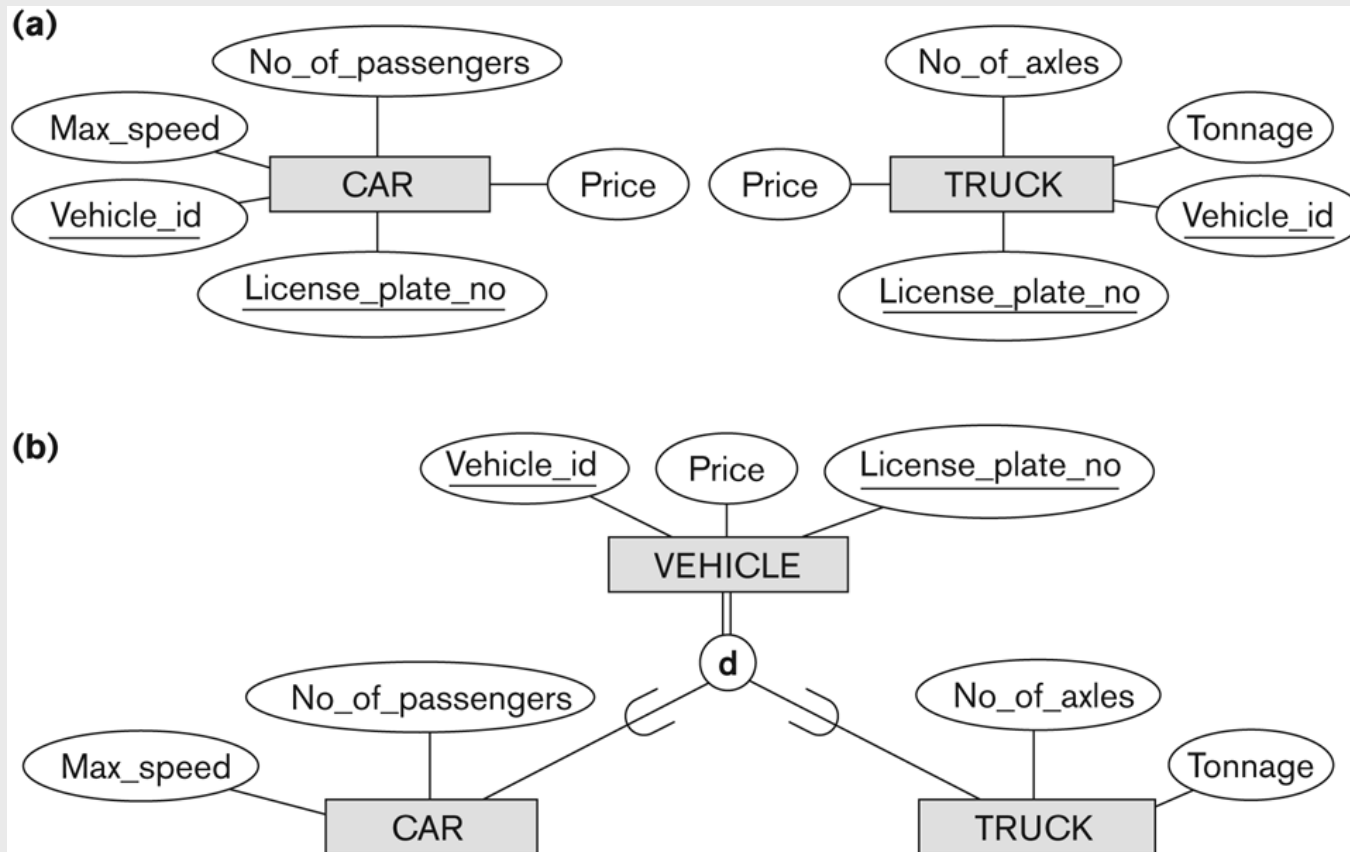 (a)
No_of_passengers
No_of_axles
Max_speed
Tonnage
CAR
Price
Price
TRUCK
Vehicle_id
Vehicle_id
License_plate_no
License_plate_no
(b)
Vehicle_id
Price
License_plate_no
VEHICLE
d
No_of_passengers
No_of_axles
Max_speed
Tonnage
CAR
TRUCK